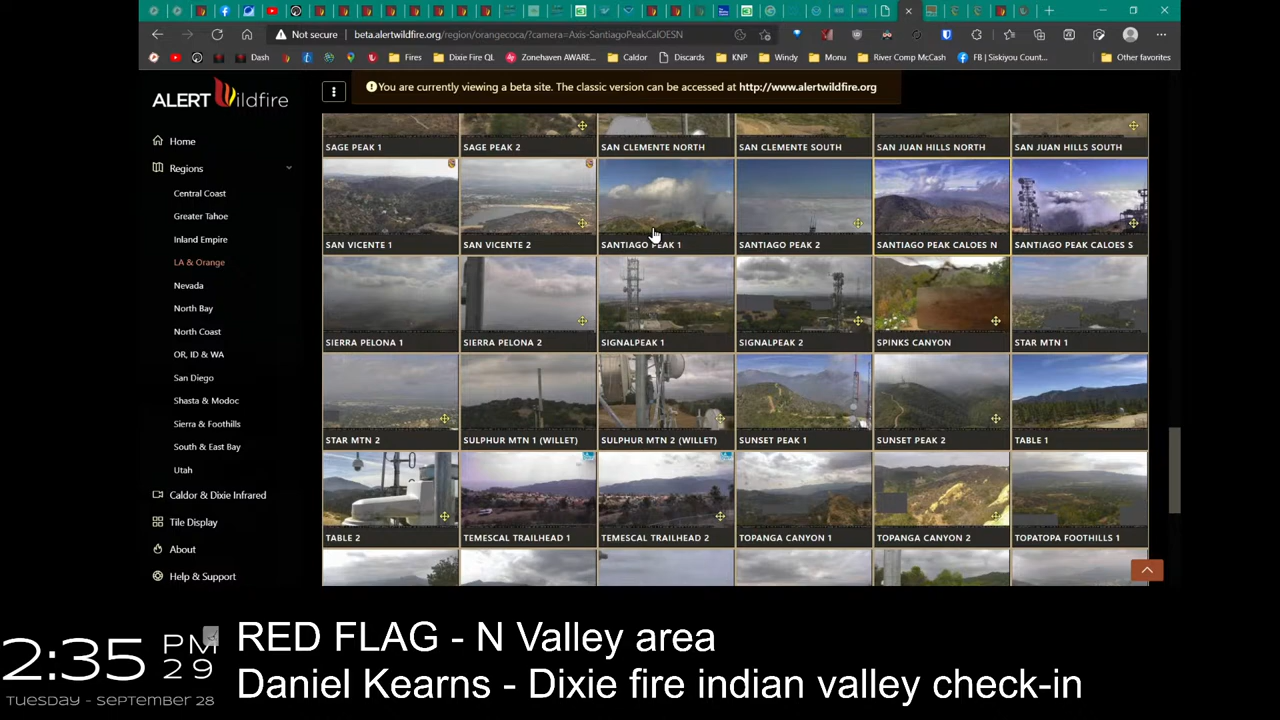 Not secure
beta.alertwildfire.org/region/orangecoca/?camera=Axis-SantiagoPeakCalOESN
Dash
Fires
Dixie Fire QL
Zonehaven AWARE...
Caldor
Discards
KNP
Windy
Monu
River Comp McCash
FB | Siskiyou Count...
Other favorites
ALERT Wildfire
You are currently viewing a beta site. The classic version can be accessed at http://www.alertwildfire.org
Home
Regions
Central Coast
Greater Tahoe
Inland Empire
LA & Orange
Nevada
North Bay
North Coast
OR, ID & WA
San Diego
Shasta & Modoc
Sierra & Foothills
South & East Bay
Utah
Caldor & Dixie Infrared
Tile Display
About
Help & Support
SAGE PEAK 1
SAGE PEAK 2
SAN CLEMENTE NORTH
SAN CLEMENTE SOUTH
SAN JUAN HILLS NORTH
SAN JUAN HILLS SOUTH
SAN VICENTE 1
SAN VICENTE 2
SANTIAGO PEAK 1
SANTIAGO PEAK 2
SANTIAGO PEAK CALOES N
SANTIAGO PEAK CALOES S
SIERRA PELONA 1
SIERRA PELONA 2
SIGNALPEAK 1
SIGNALPEAK 2
SPINKS CANYON
STAR MTN 1
STAR MTN 2
SULPHUR MTN 1 (WILLET)
SULPHUR MTN 2 (WILLET)
SUNSET PEAK 1
SUNSET PEAK 2
TABLE 1
TABLE 2
TEMESCAL TRAILHEAD 1
TEMESCAL TRAILHEAD 2
TOPANGA CANYON 1
TOPANGA CANYON 2
TOPATOPA FOOTHILLS 1
2:35 PM 29
TUESDAY - SEPTEMBER 28
RED FLAG - N Valley area
Daniel Kearns - Dixie fire indian valley check-in